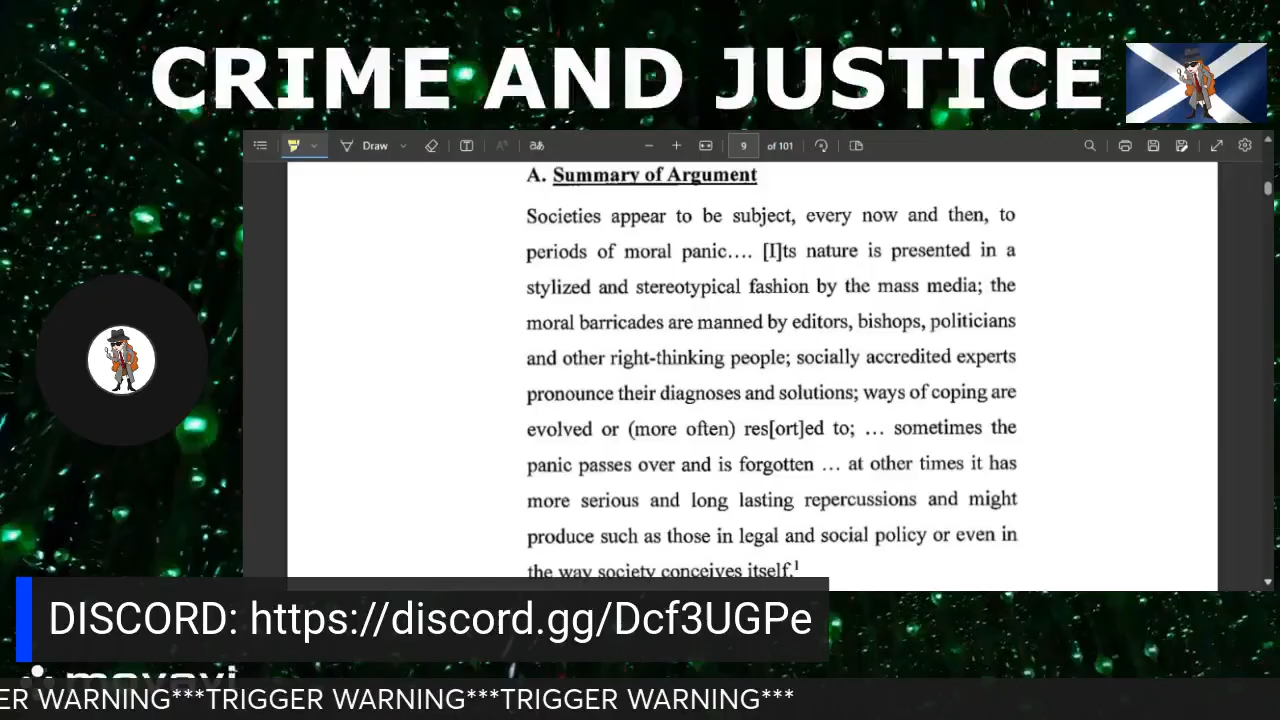 CRIME AND JUSTICE
Draw
aあ
9 of 101
A. Summary of Argument
Societies appear to be subject, every now and then, to
periods of moral panic…. [I]ts nature is presented in a
stylized and stereotypical fashion by the mass media; the
moral barricades are manned by editors, bishops, politicians
and other right-thinking people; socially accredited experts
pronounce their diagnoses and solutions; ways of coping are
evolved or (more often) res[ort]ed to; … sometimes the
panic passes over and is forgotten … at other times it has
more serious and long lasting repercussions and might
produce such as those in legal and social policy or even in
the way society conceives itself.¹
DISCORD: https://discord.gg/Dcf3UGPe
movavi
ER WARNING***TRIGGER WARNING***TRIGGER WARNING***